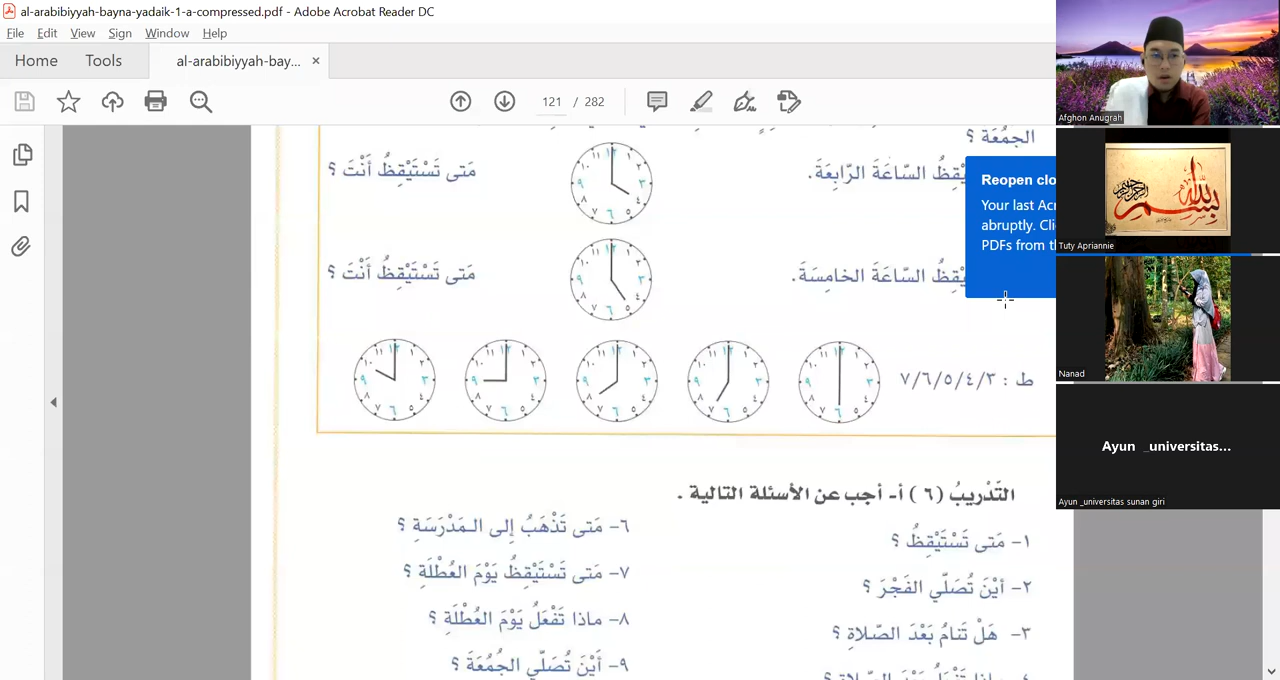 al-arabibiyyah-bayna-yadaik-1-a-compressed.pdf - Adobe Acrobat Reader DC
File Edit View Sign Window Help
Home Tools al-arabibiyyah-bay... ×
121 / 282
الجُمُعَة ؟
يْقِظُ السّاعَةَ الرّابِعَةَ. مَتى تَسْتَيْقِظُ أَنْتَ ؟
يْقِظُ السّاعَةَ الخامِسَةَ. مَتى تَسْتَيْقِظُ أَنْتَ ؟
ط : ٧/٦/٥/٤/٣
التَّدْرِيبُ (٦) أ- أجب عن الأسئلة التالية .
١- مَتى تَسْتَيْقِظُ ؟
٢- أَيْنَ تُصَلّي الفَجْرَ ؟
٣- هَلْ تَنامُ بَعْدَ الصّلاةِ ؟
٦- مَتى تَذْهَبُ إلى الـمَدْرَسَةِ ؟
٧- مَتى تَسْتَيْقِظُ يَوْمَ العُطْلَةِ ؟
٨- ماذا تَفْعَلُ يَوْمَ العُطْلَةِ ؟
٩- أَيْنَ تُصَلّي الجُمُعَةَ ؟
Reopen clo
Your last Acr
abruptly. Cli
PDFs from th
Afghon Anugrah
Tuty Apriannie
Nanad
Ayun _universitas...
Ayun _universitas sunan giri